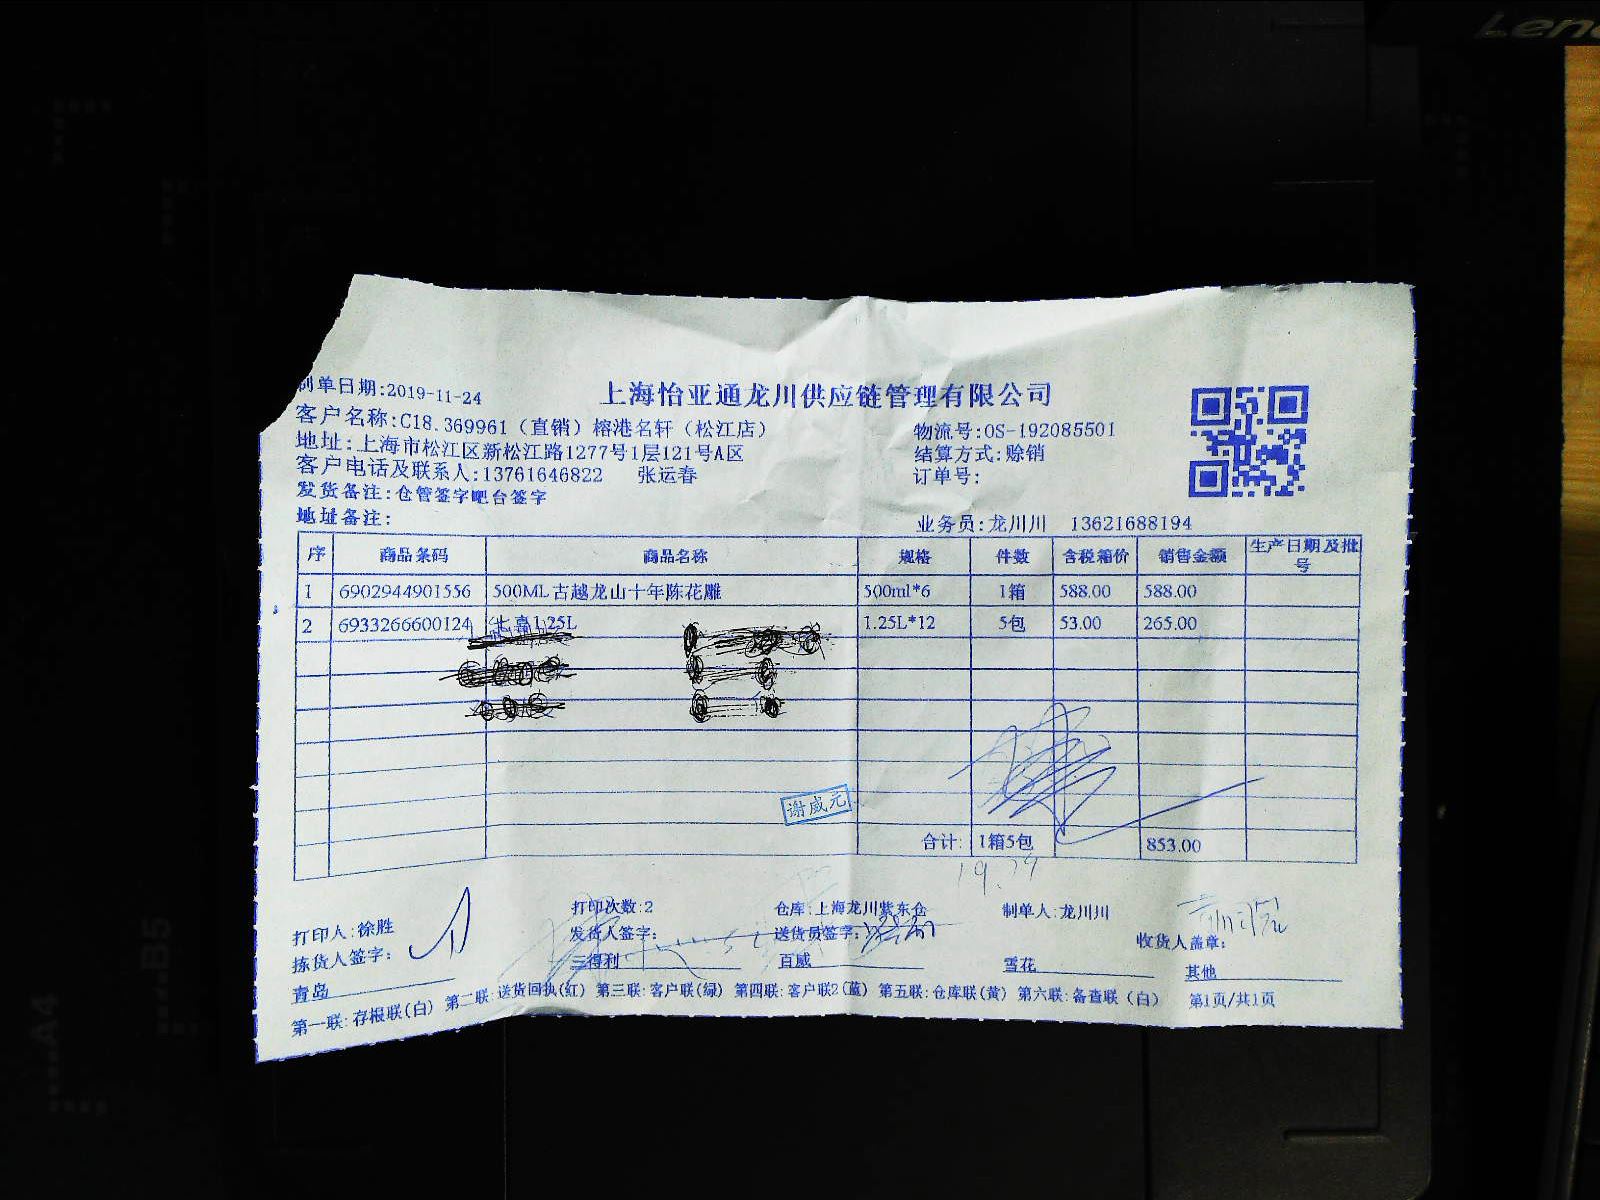 Leno
制单日期:2019-11-24
上海怡亚通龙川供应链管理有限公司
客户名称:C18.369961（直销）榕港名轩（松江店）
物流号:OS-192085501
地址:上海市松江区新松江路1277号1层121号A区
结算方式:赊销
客户电话及联系人:13761646822 张运春
订单号:
发货备注:仓管签字吧台签字
地址备注:
业务员:龙川川 13621688194
序 商品条码 商品名称 规格 件数 含税箱价 销售金额 生产日期及批号
1 6902944901556 500ML古越龙山十年陈花雕 500ml*6 1箱 588.00 588.00
2 6933266600124 七喜1.25L 1.25L*12 5包 53.00 265.00
谢威元
合计: 1箱5包 853.00
打印次数:2 仓库:上海龙川紫东仓 制单人:龙川川
打印人:徐胜 发货人签字: 送货员签字: 收货人盖章:
拣货人签字:
青岛 三得利 百威 雪花 其他
第一联:存根联(白) 第二联:送货回执(红) 第三联:客户联(绿) 第四联:客户联2(蓝) 第五联:仓库联(黄) 第六联:备查联（白） 第1页/共1页
B5
A4